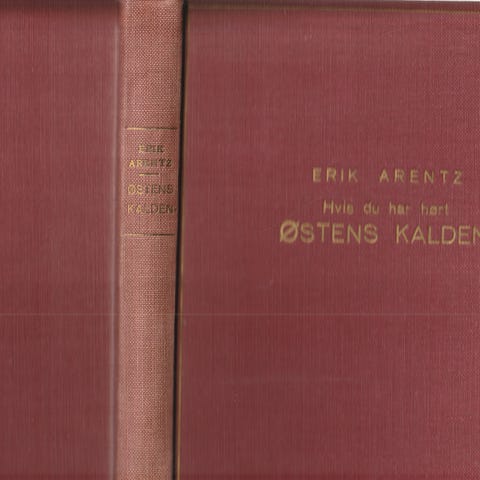 ERIK
ARENTZ
ØSTENS
KALDEN
ERIK ARENTZ
Hvis du har hørt
ØSTENS KALDEN